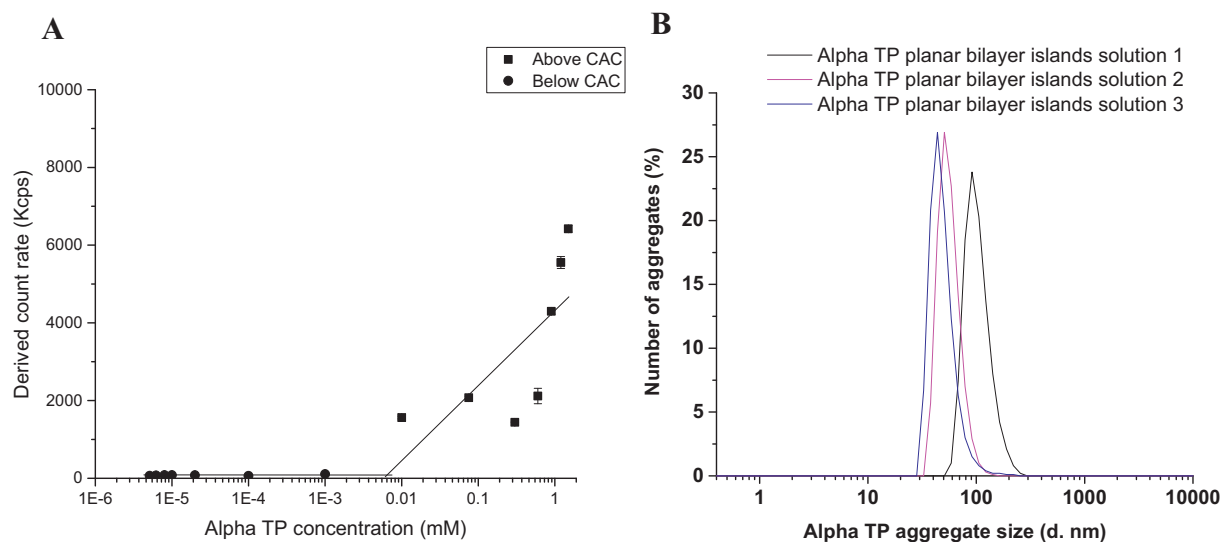 A
Above CAC
Below CAC
10000
8000
6000
4000
2000
0
Derived count rate (Kcps)
1E-6
1E-5
1E-4
1E-3
0.01
0.1
1
Alpha TP concentration (mM)
B
Alpha TP planar bilayer islands solution 1
Alpha TP planar bilayer islands solution 2
Alpha TP planar bilayer islands solution 3
30
25
20
15
10
5
0
Number of aggregates (%)
1
10
100
1000
10000
Alpha TP aggregate size (d. nm)